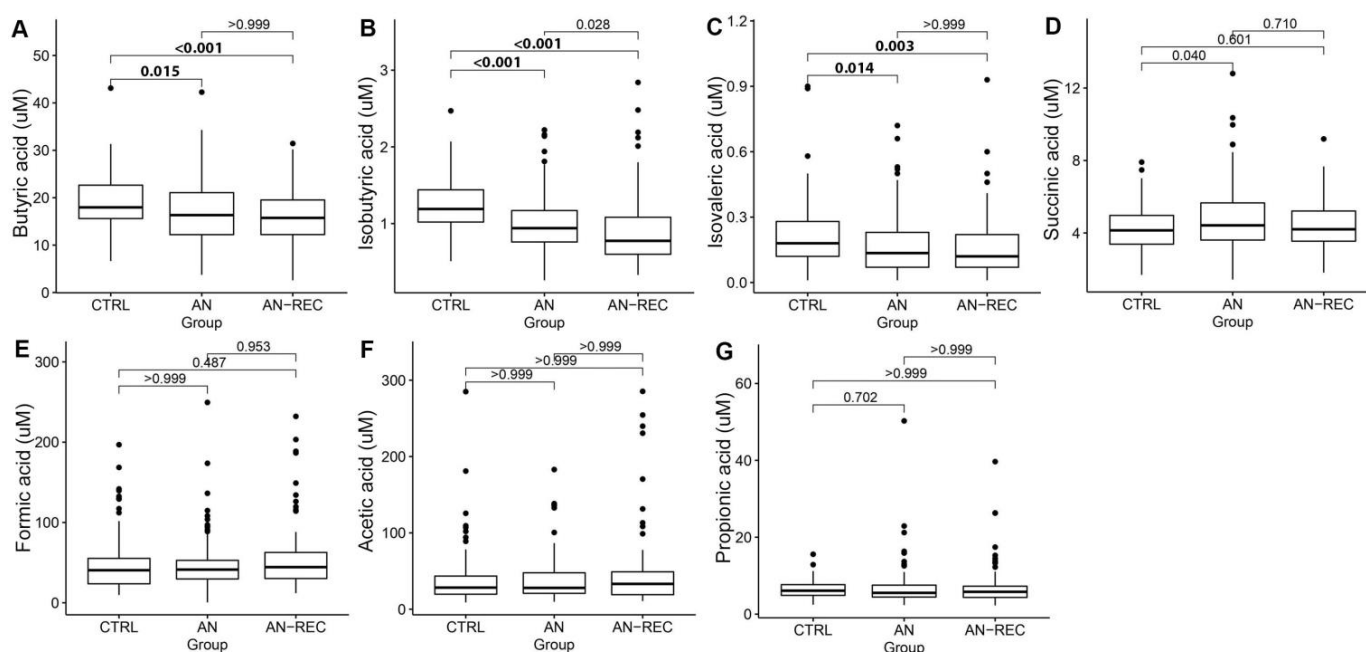 A
Butyric acid (uM)
>0.999
<0.001
0.015
50
40
30
20
10
0
CTRL AN AN−REC
Group
B
Isobutyric acid (uM)
0.028
<0.001
<0.001
3
2
1
CTRL AN AN−REC
Group
C
Isovaleric acid (uM)
>0.999
0.003
0.014
1.2
0.9
0.6
0.3
0.0
CTRL AN AN−REC
Group
D
Succinic acid (uM)
0.710
0.601
0.040
12
8
4
CTRL AN AN−REC
Group
E
Formic acid (uM)
0.953
0.487
>0.999
300
200
100
0
CTRL AN AN−REC
Group
F
Acetic acid (uM)
>0.999
>0.999
>0.999
300
200
100
0
CTRL AN AN−REC
Group
G
Propionic acid (uM)
>0.999
>0.999
0.702
60
40
20
0
CTRL AN AN−REC
Group